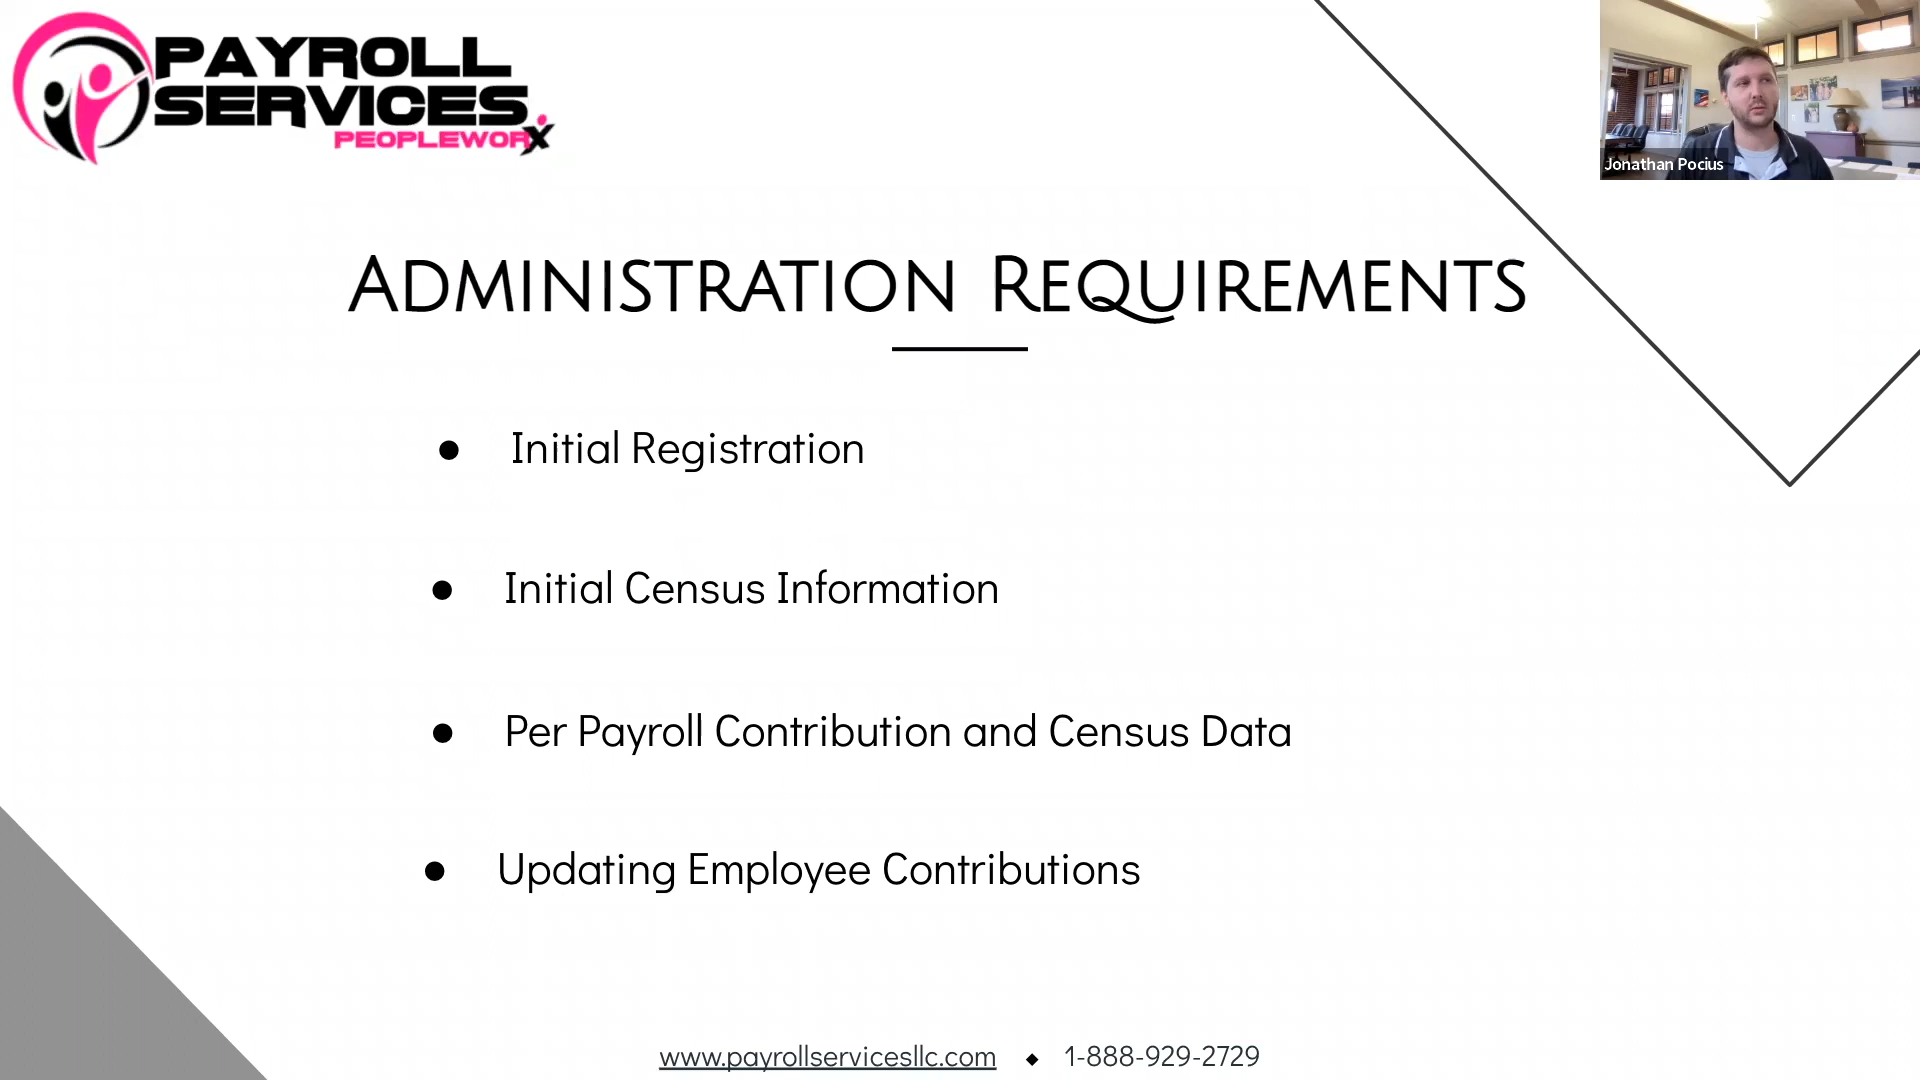 PAYROLL
SERVICES
PEOPLEWORX
Jonathan Pocius
Administration Requirements
● Initial Registration
● Initial Census Information
● Per Payroll Contribution and Census Data
● Updating Employee Contributions
www.payrollservicesllc.com ◆ 1-888-929-2729